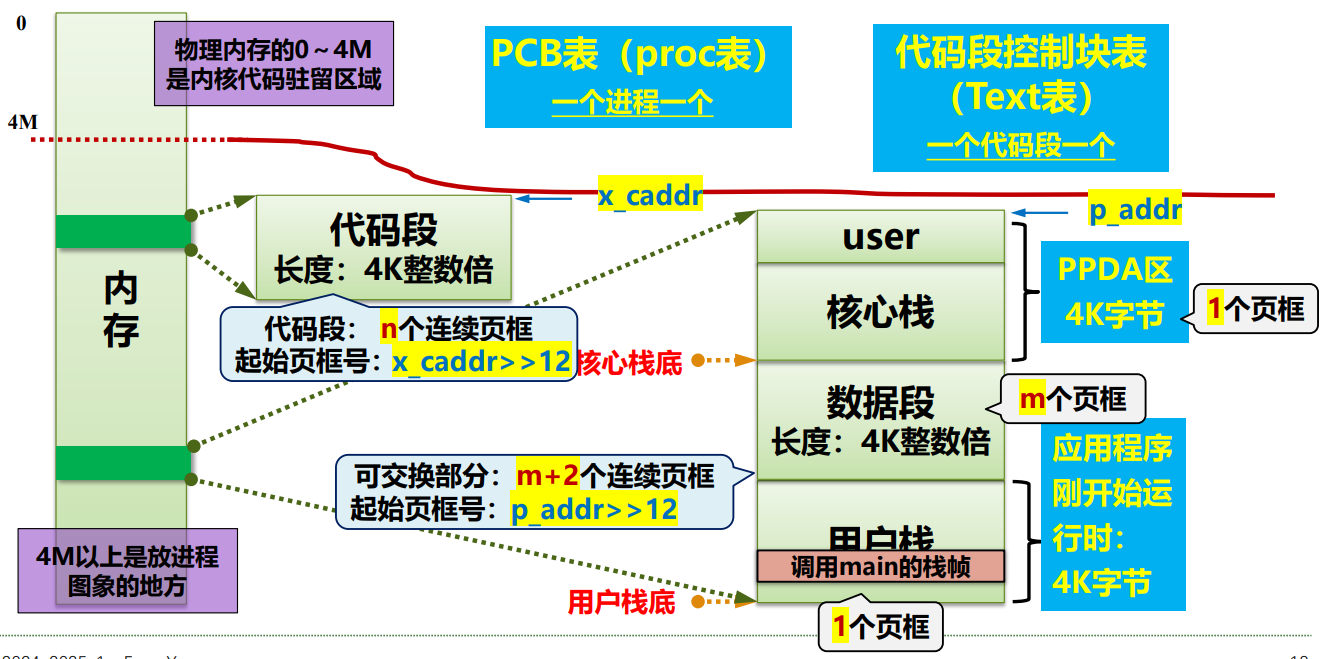 0
物理内存的0～4M
是内核代码驻留区域
PCB表（proc表）
一个进程一个
代码段控制块表
（Text表）
一个代码段一个
4M
x_caddr
p_addr
代码段
长度：4K整数倍
user
核心栈
PPDA区
4K字节
1个页框
内
存
代码段： n个连续页框
起始页框号：x_caddr>>12
核心栈底
数据段
长度：4K整数倍
m个页框
可交换部分：m+2个连续页框
起始页框号：p_addr>>12
应用程序
刚开始运
行时：
4K字节
用户栈
调用main的栈帧
4M以上是放进程
图象的地方
用户栈底
1个页框